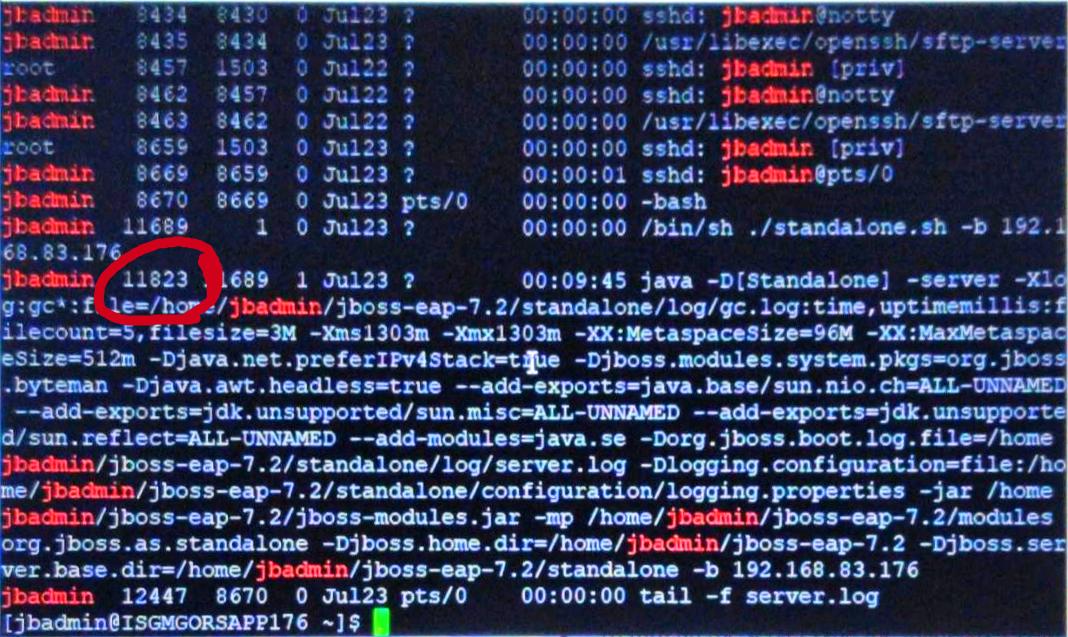 jbadmin 8434 8430 0 Jul23 ? 00:00:00 sshd: jbadmin@notty
jbadmin 8435 8434 0 Jul23 ? 00:00:00 /usr/libexec/openssh/sftp-server
root 8457 1503 0 Jul22 ? 00:00:00 sshd: jbadmin [priv]
jbadmin 8462 8457 0 Jul22 ? 00:00:00 sshd: jbadmin@notty
jbadmin 8463 8462 0 Jul22 ? 00:00:00 /usr/libexec/openssh/sftp-server
root 8659 1503 0 Jul23 ? 00:00:00 sshd: jbadmin [priv]
jbadmin 8669 8659 0 Jul23 ? 00:00:01 sshd: jbadmin@pts/0
jbadmin 8670 8669 0 Jul23 pts/0 00:00:00 -bash
jbadmin 11689 1 0 Jul23 ? 00:00:00 /bin/sh ./standalone.sh -b 192.1
68.83.176
jbadmin 11823 11689 1 Jul23 ? 00:09:45 java -D[Standalone] -server -Xlo
g:gc*:file=/home/jbadmin/jboss-eap-7.2/standalone/log/gc.log:time,uptimemillis:f
ilecount=5,filesize=3M -Xms1303m -Xmx1303m -XX:MetaspaceSize=96M -XX:MaxMetaspac
eSize=512m -Djava.net.preferIPv4Stack=true -Djboss.modules.system.pkgs=org.jboss
.byteman -Djava.awt.headless=true --add-exports=java.base/sun.nio.ch=ALL-UNNAMED
--add-exports=jdk.unsupported/sun.misc=ALL-UNNAMED --add-exports=jdk.unsupporte
d/sun.reflect=ALL-UNNAMED --add-modules=java.se -Dorg.jboss.boot.log.file=/home
jbadmin/jboss-eap-7.2/standalone/log/server.log -Dlogging.configuration=file:/ho
me/jbadmin/jboss-eap-7.2/standalone/configuration/logging.properties -jar /home
jbadmin/jboss-eap-7.2/jboss-modules.jar -mp /home/jbadmin/jboss-eap-7.2/modules
org.jboss.as.standalone -Djboss.home.dir=/home/jbadmin/jboss-eap-7.2 -Djboss.ser
ver.base.dir=/home/jbadmin/jboss-eap-7.2/standalone -b 192.168.83.176
jbadmin 12447 8670 0 Jul23 pts/0 00:00:00 tail -f server.log
[jbadmin@ISGMGORSAPP176 ~]$